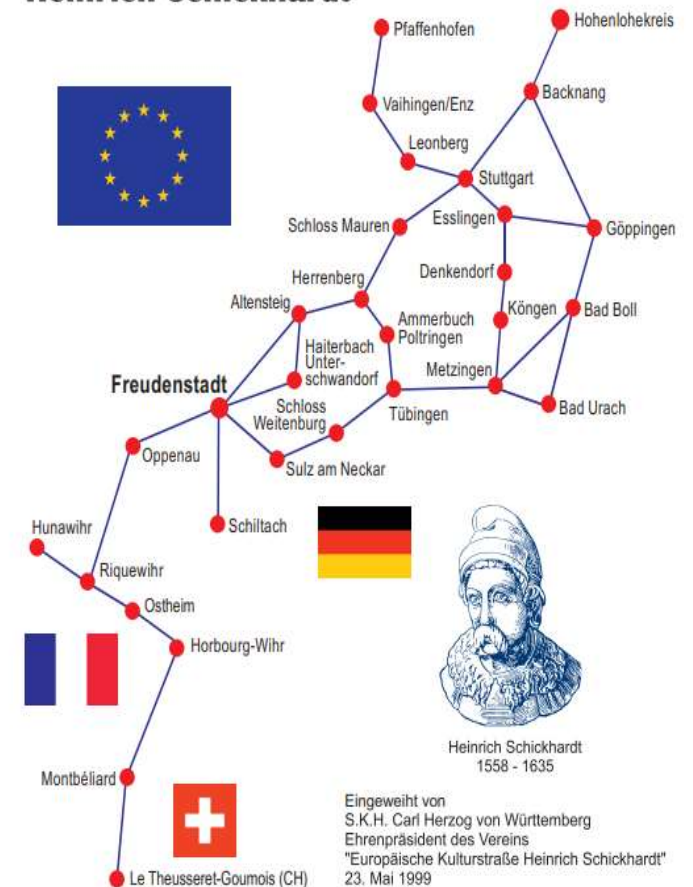 Pfaffenhofen
Hohenlohekreis
Vaihingen/Enz
Backnang
Leonberg
Stuttgart
Esslingen
Schloss Mauren
Göppingen
Denkendorf
Herrenberg
Altensteig
Köngen
Bad Boll
Ammerbuch
Poltringen
Haiterbach
Unter-
schwandorf
Metzingen
Freudenstadt
Schloss
Weitenburg
Tübingen
Bad Urach
Oppenau
Sulz am Neckar
Schiltach
Hunawihr
Riquewihr
Ostheim
Horbourg-Wihr
Heinrich Schickhardt
1558 - 1635
Montbéliard
Le Theusseret-Goumois (CH)
Eingeweiht von
S.K.H. Carl Herzog von Württemberg
Ehrenpräsident des Vereins
"Europäische Kulturstraße Heinrich Schickhardt"
23. Mai 1999